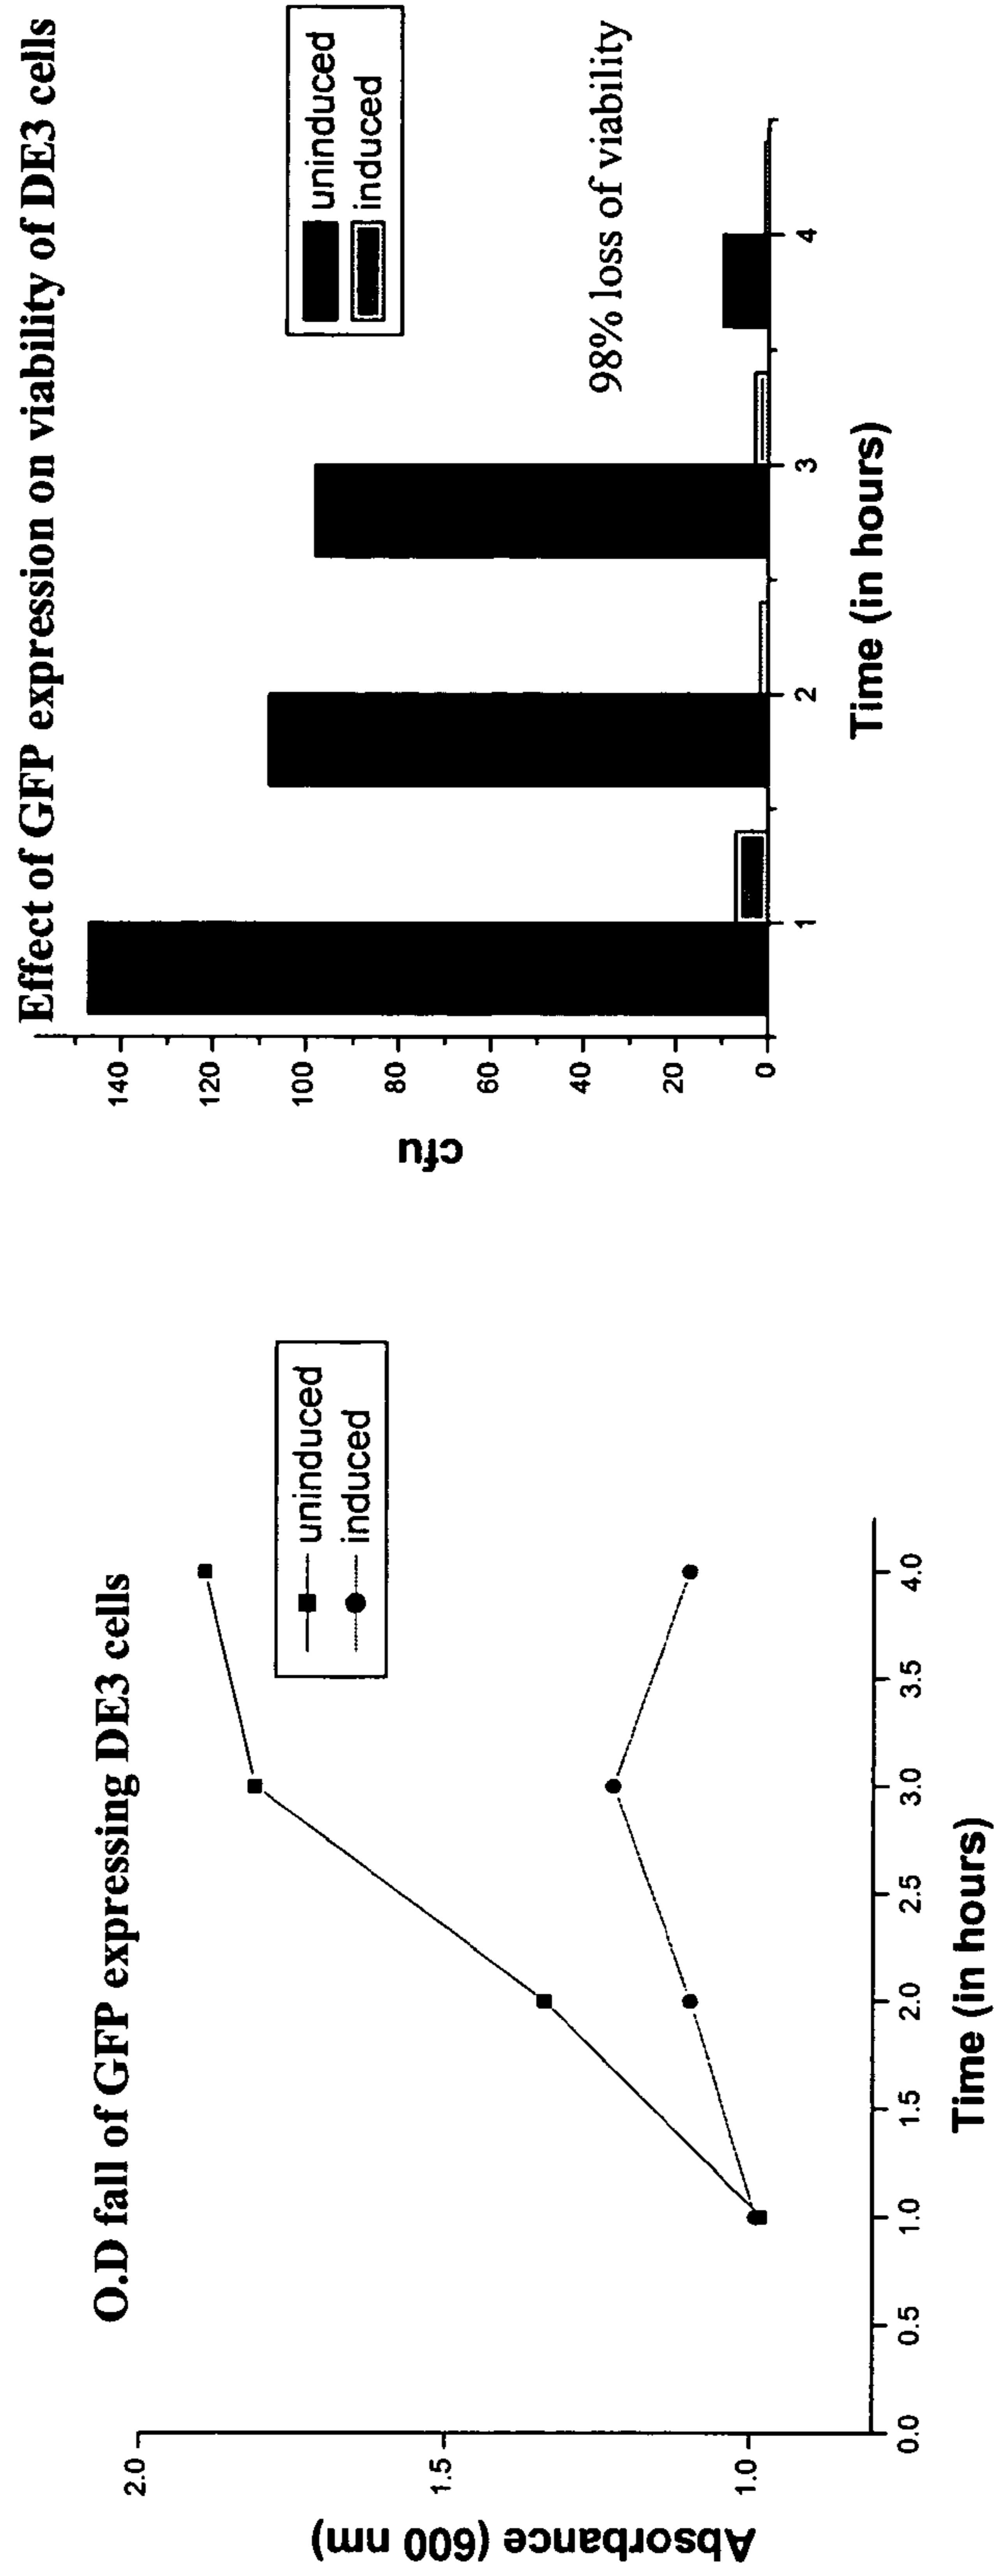 O.D fall of GFP expressing DE3 cells
uninduced
induced
2.0
1.5
1.0
Absorbance (600 nm)
0.0 0.5 1.0 1.5 2.0 2.5 3.0 3.5 4.0
Time (in hours)
Effect of GFP expression on viability of DE3 cells
uninduced
induced
98% loss of viability
140
120
100
80
60
40
20
0
cfu
1 2 3 4
Time (in hours)